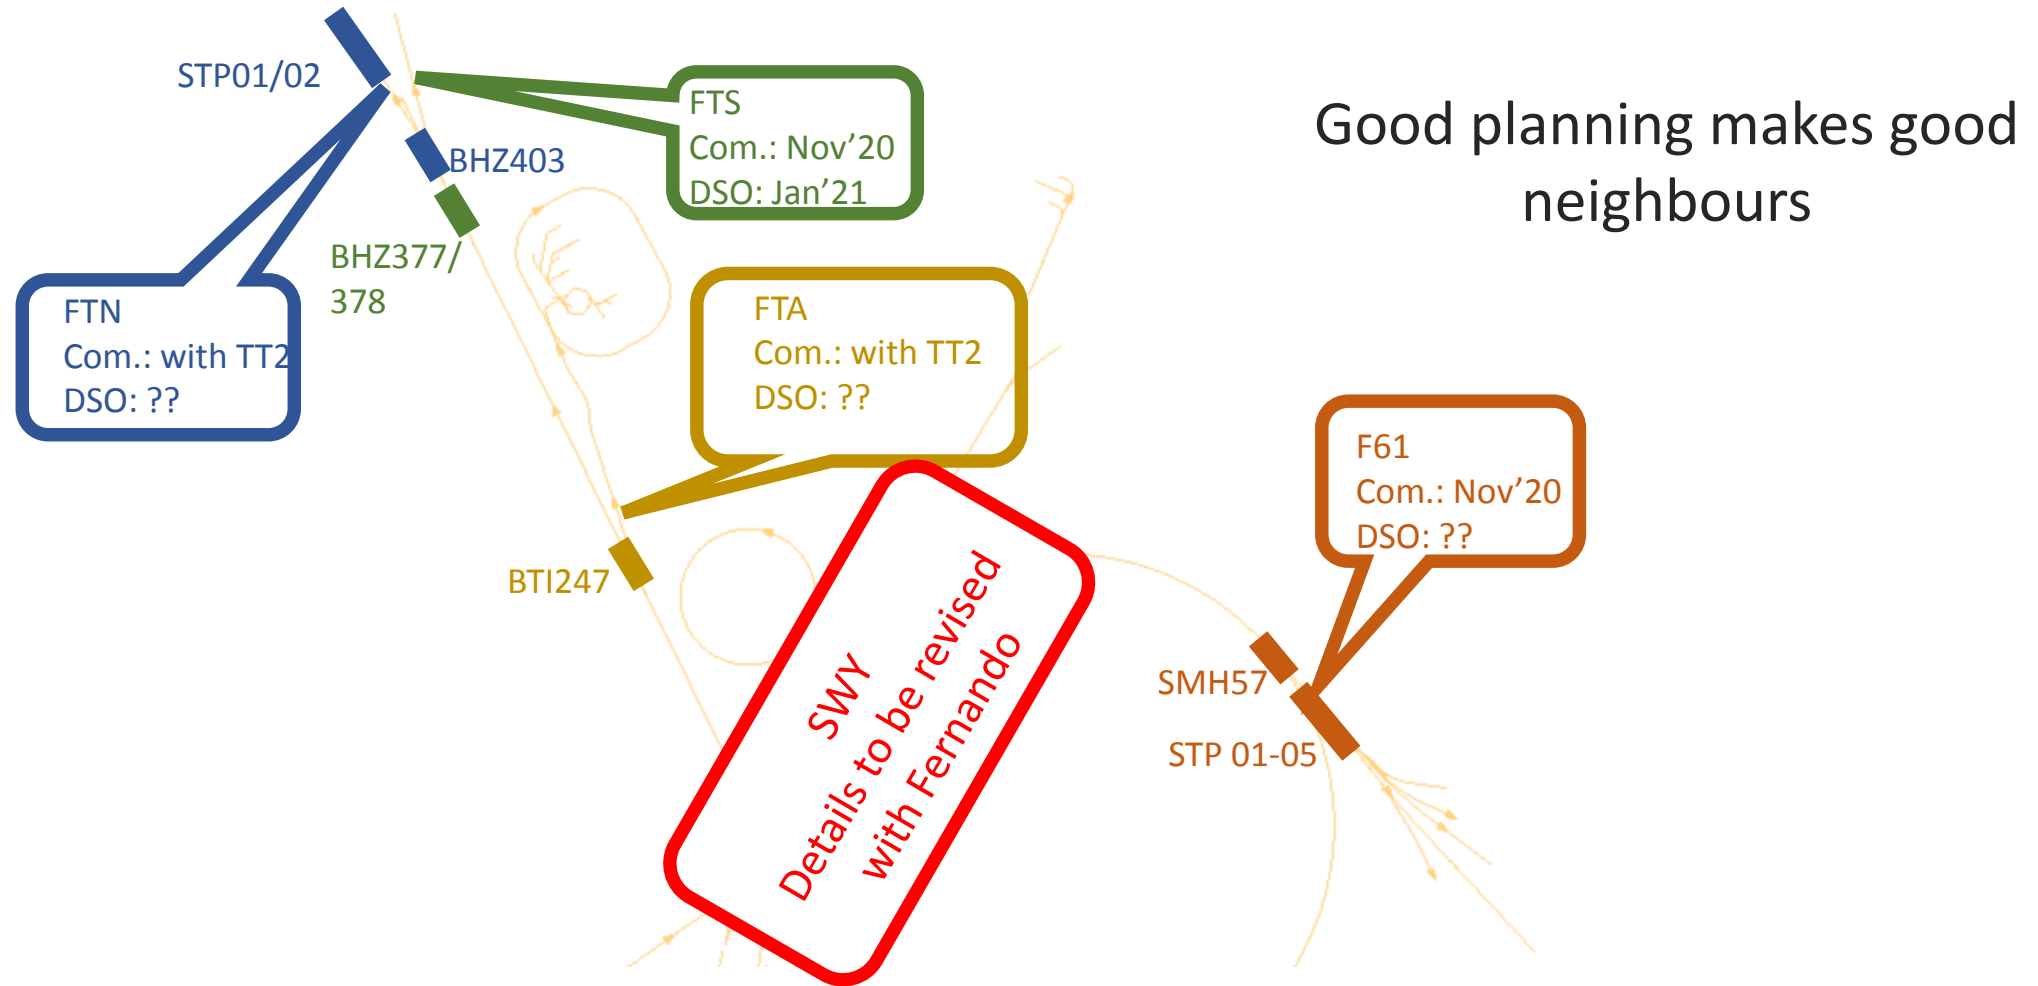 Good planning makes good
neighbours
STP01/02
FTS
Com.: Nov’20
DSO: Jan’21
BHZ403
BHZ377/
378
FTN
Com.: with TT2
DSO: ??
FTA
Com.: with TT2
DSO: ??
BTI247
F61
Com.: Nov’20
DSO: ??
SWY
Details to be revised
with Fernando
SMH57
STP 01-05